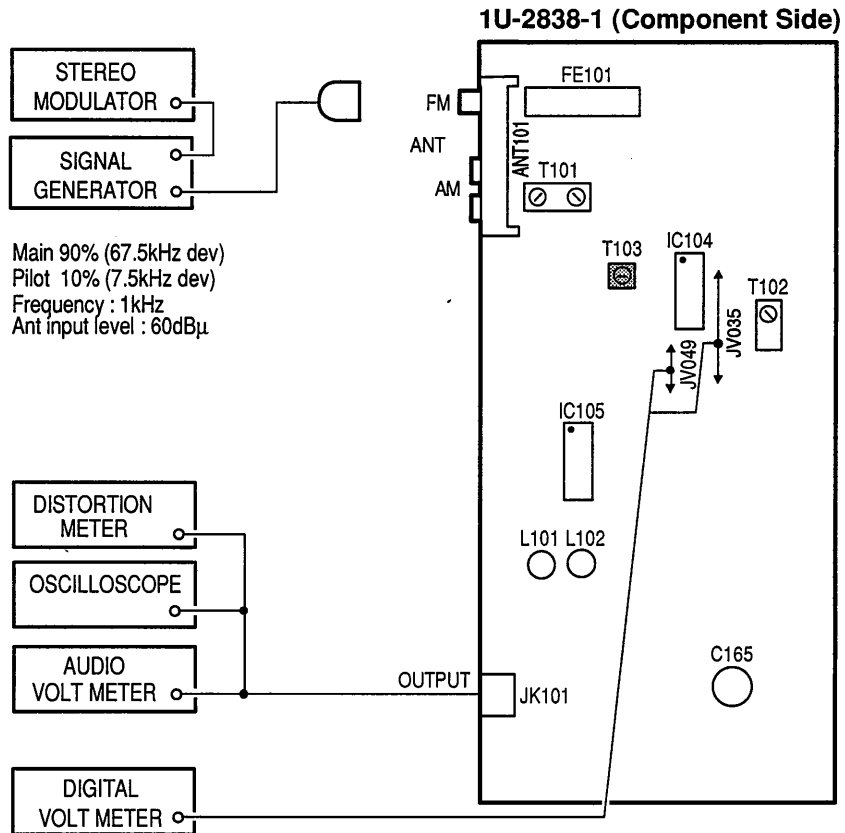 1U-2838-1 (Component Side)
STEREO
MODULATOR
SIGNAL
GENERATOR
Main 90% (67.5kHz dev)
Pilot 10% (7.5kHz dev)
Frequency : 1kHz
Ant input level : 60dBμ
FM
ANT
AM
ANT101
FE101
T101
T103
IC104
T102
JV035
JV049
IC105
L101 L102
C165
DISTORTION
METER
OSCILLOSCOPE
AUDIO
VOLT METER
OUTPUT
JK101
DIGITAL
VOLT METER